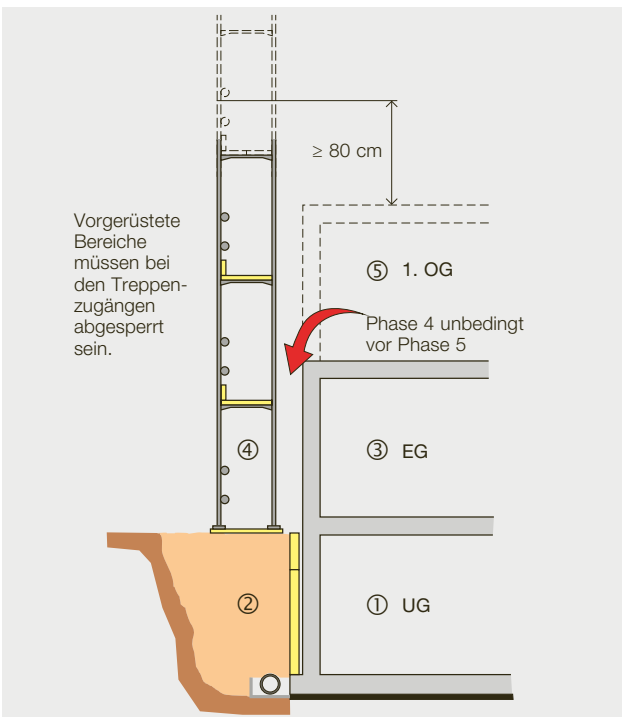 ≥ 80 cm
Vorgerüstete
Bereiche
müssen bei
den Treppen-
zugängen
abgesperrt
sein.
⑤ 1. OG
Phase 4 unbedingt
vor Phase 5
④
③ EG
②
① UG